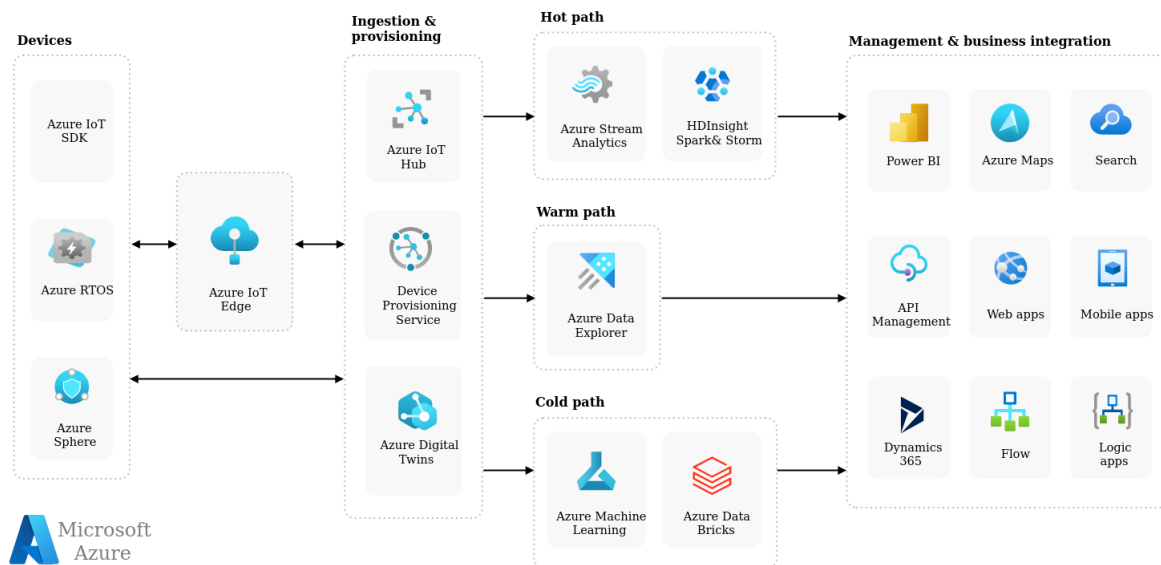 Devices
Azure IoT
SDK
Azure RTOS
Azure
Sphere
Azure IoT
Edge
Ingestion &
provisioning
Azure IoT
Hub
Device
Provisioning
Service
Azure Digital
Twins
Hot path
Azure Stream
Analytics
HDInsight
Spark& Storm
Warm path
Azure Data
Explorer
Cold path
Azure Machine
Learning
Azure Data
Bricks
Management & business integration
Power BI
Azure Maps
Search
API
Management
Web apps
Mobile apps
Dynamics
365
Flow
Logic
apps
Microsoft
Azure